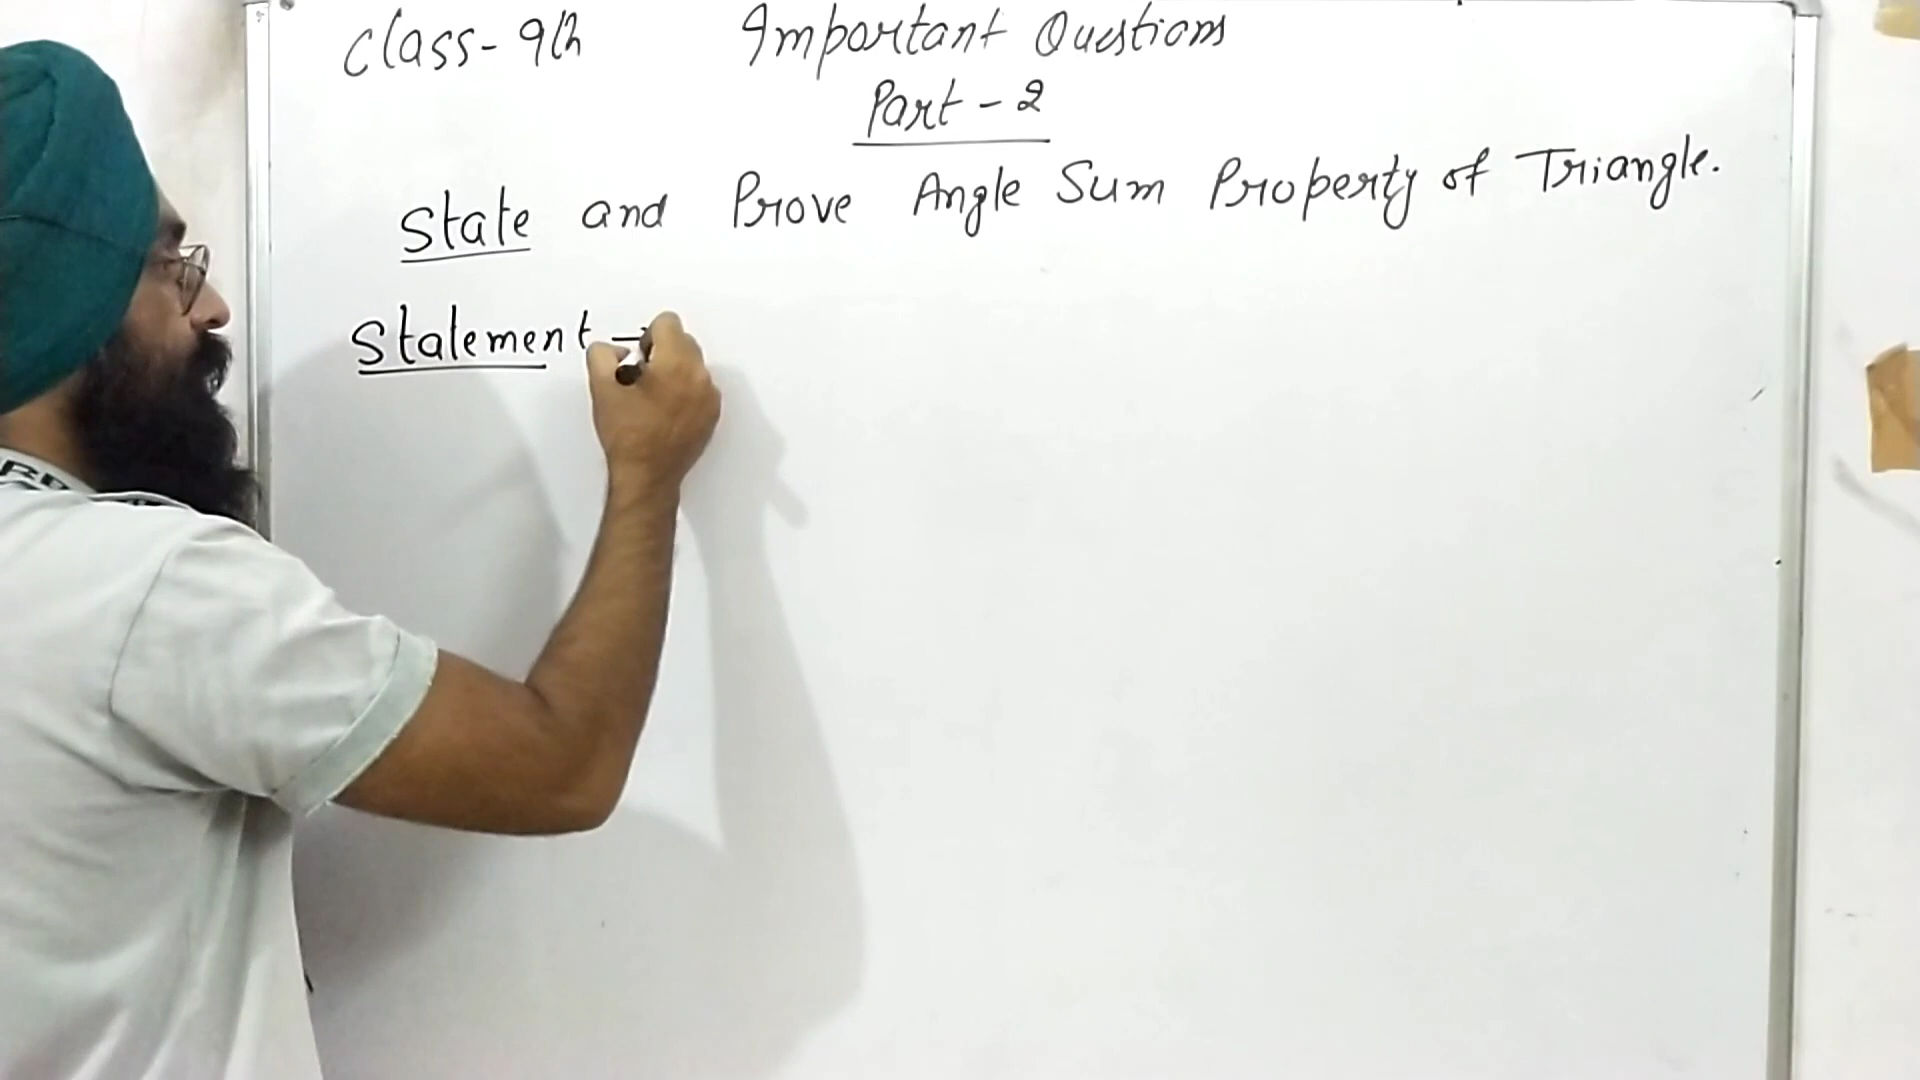 Class - 9th Important Questions
Part - 2
State and Prove Angle Sum Property of Triangle.
Statement →